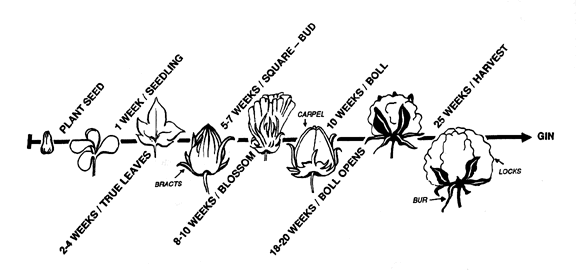 PLANT SEED
1 WEEK / SEEDLING
2-4 WEEKS / TRUE LEAVES
5-7 WEEKS / SQUARE – BUD
BRACTS
8-10 WEEKS / BLOSSOM
CARPEL
10 WEEKS / BOLL
18-20 WEEKS / BOLL OPENS
25 WEEKS / HARVEST
LOCKS
BUR
GIN